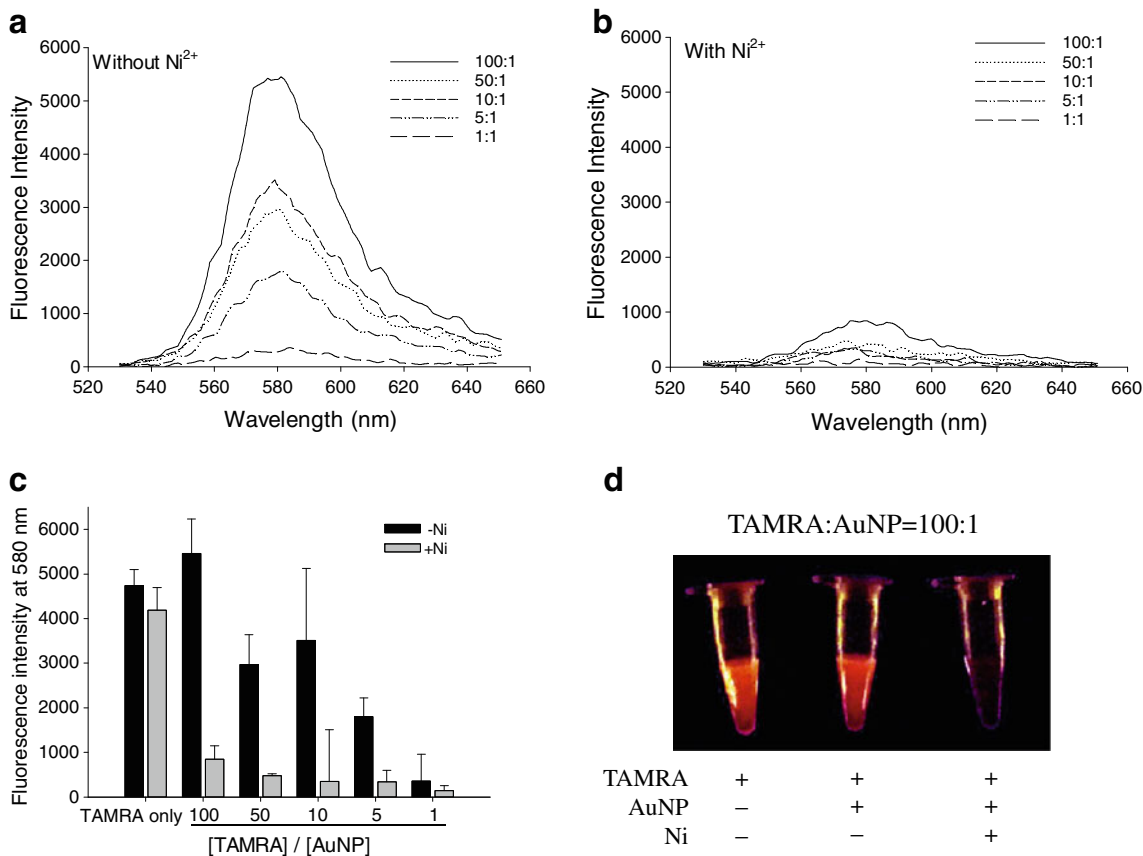 a
Without Ni²⁺
100:1
50:1
10:1
5:1
1:1
6000
5000
4000
3000
2000
1000
0
Fluorescence Intensity
520 540 560 580 600 620 640 660
Wavelength (nm)
b
With Ni²⁺
100:1
50:1
10:1
5:1
1:1
6000
5000
4000
3000
2000
1000
0
Fluorescence Intensity
520 540 560 580 600 620 640 660
Wavelength (nm)
c
-Ni
+Ni
6000
5000
4000
3000
2000
1000
0
Fluorescence intensity at 580 nm
TAMRA only 100 50 10 5 1
[TAMRA] / [AuNP]
d
TAMRA:AuNP=100:1
TAMRA + + +
AuNP – + +
Ni – – +